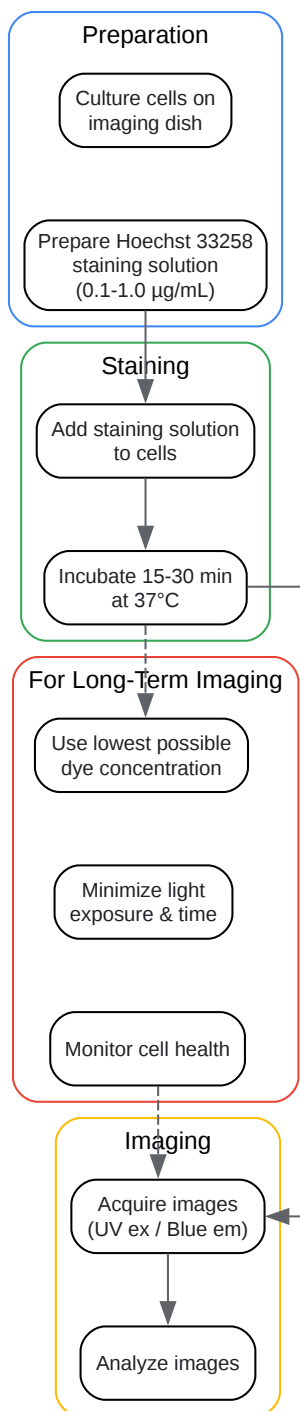 Preparation
Culture cells on
imaging dish
Prepare Hoechst 33258
staining solution
(0.1-1.0 µg/mL)
Staining
Add staining solution
to cells
Incubate 15-30 min
at 37°C
For Long-Term Imaging
Use lowest possible
dye concentration
Minimize light
exposure & time
Monitor cell health
Imaging
Acquire images
(UV ex / Blue em)
Analyze images